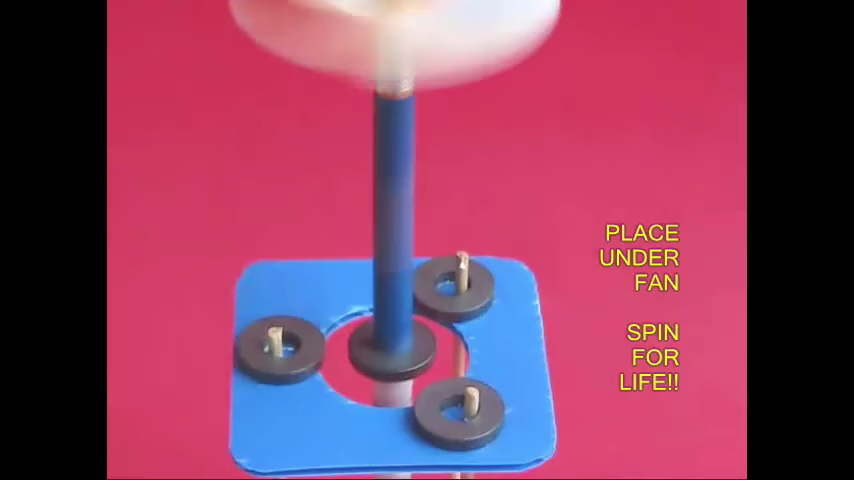 PLACE
UNDER
FAN
SPIN
FOR
LIFE!!